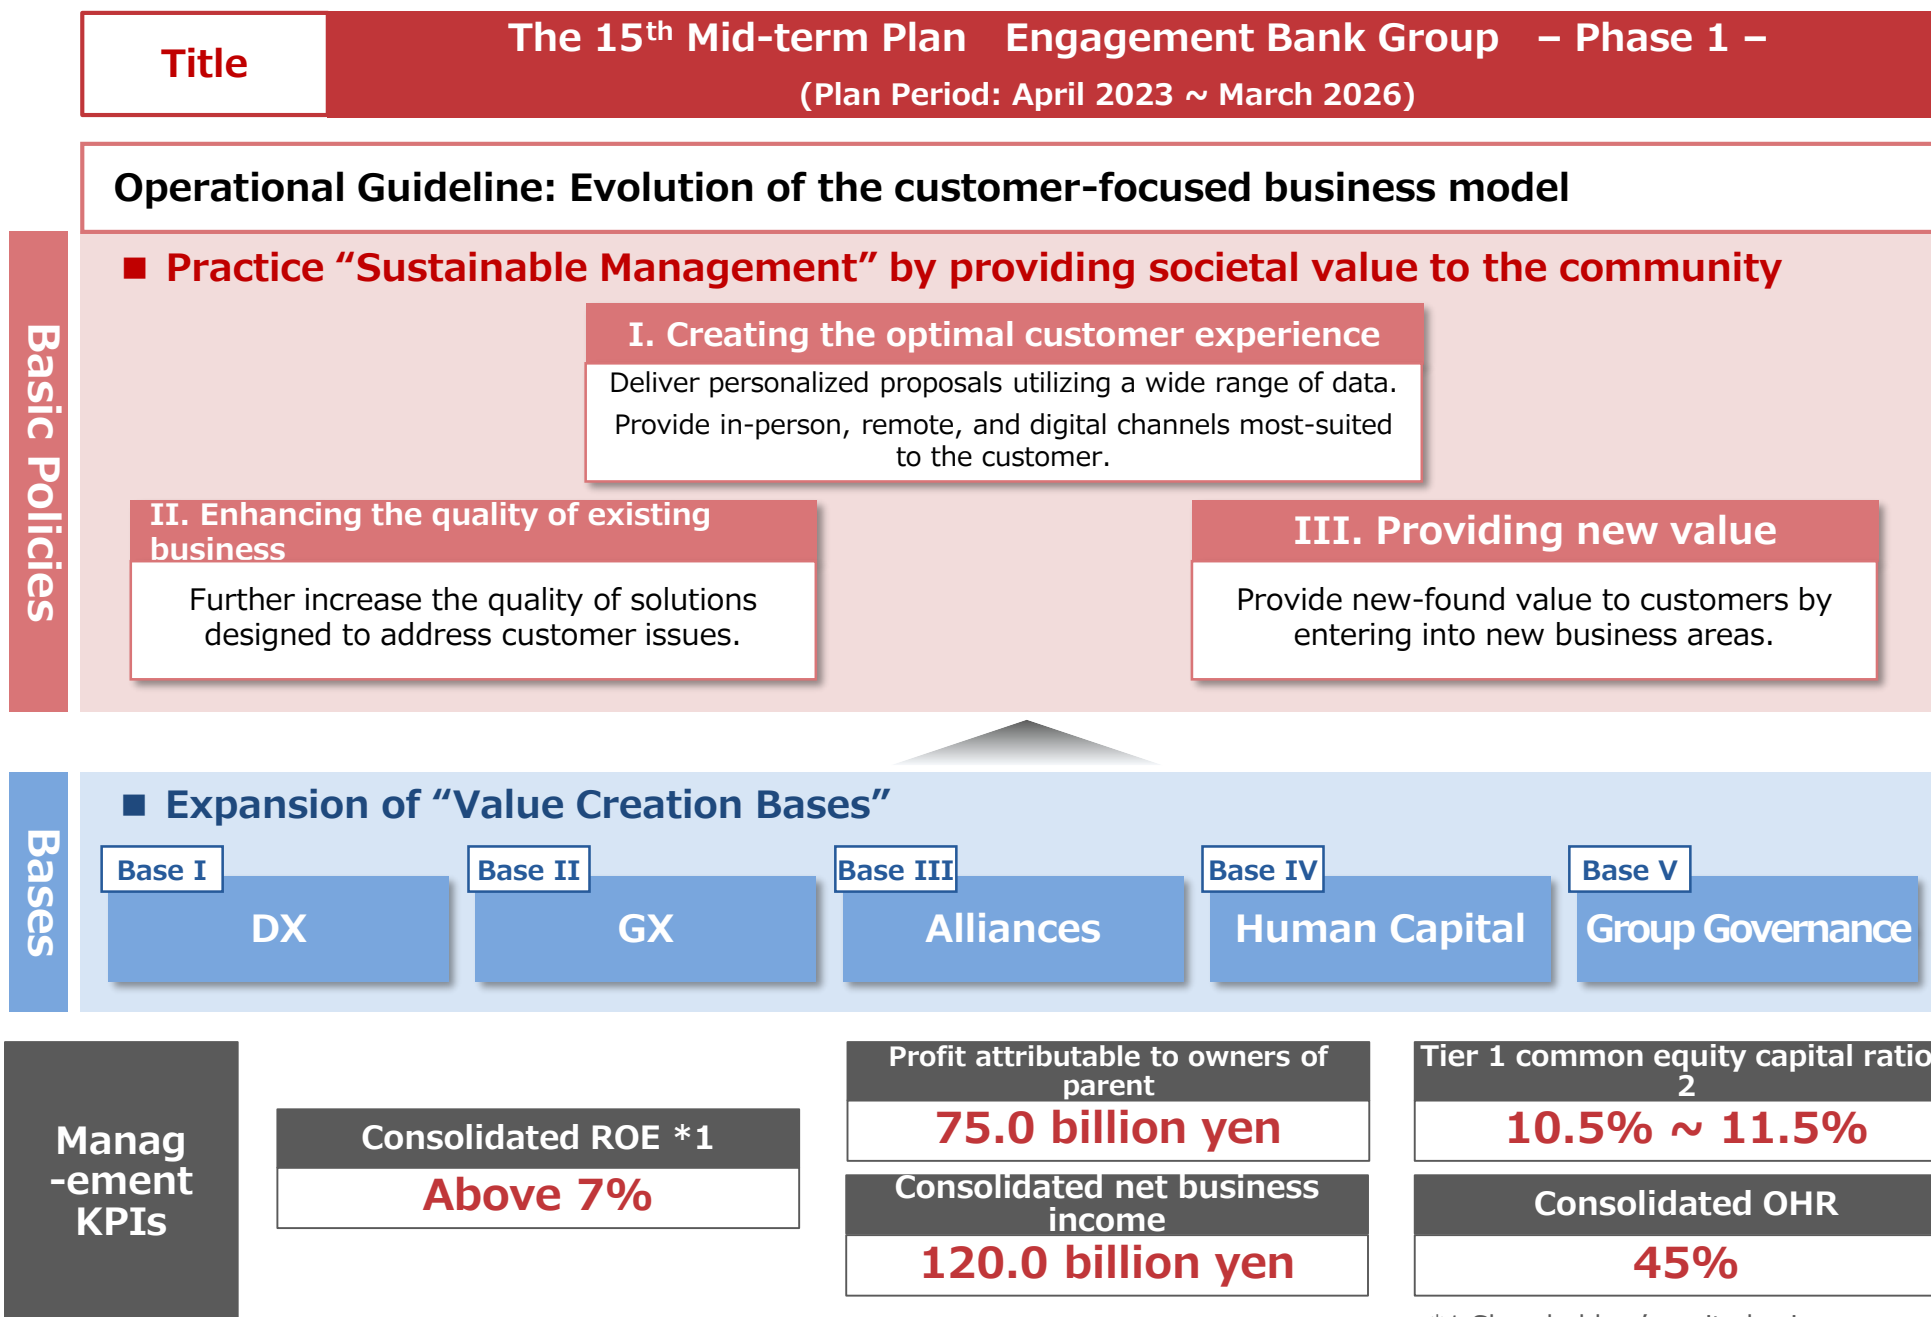 Title
The 15th Mid-term Plan Engagement Bank Group – Phase 1 –
(Plan Period: April 2023 ~ March 2026)
Operational Guideline: Evolution of the customer-focused business model
Basic Policies
■ Practice “Sustainable Management” by providing societal value to the community
I. Creating the optimal customer experience
Deliver personalized proposals utilizing a wide range of data.
Provide in-person, remote, and digital channels most-suited
to the customer.
II. Enhancing the quality of existing
business
Further increase the quality of solutions
designed to address customer issues.
III. Providing new value
Provide new-found value to customers by
entering into new business areas.
Bases
■ Expansion of “Value Creation Bases”
Base I
DX
Base II
GX
Base III
Alliances
Base IV
Human Capital
Base V
Group Governance
Manag
-ement
KPIs
Consolidated ROE *1
Above 7%
Profit attributable to owners of
parent
75.0 billion yen
Consolidated net business
income
120.0 billion yen
Tier 1 common equity capital ratio
2
10.5% ~ 11.5%
Consolidated OHR
45%